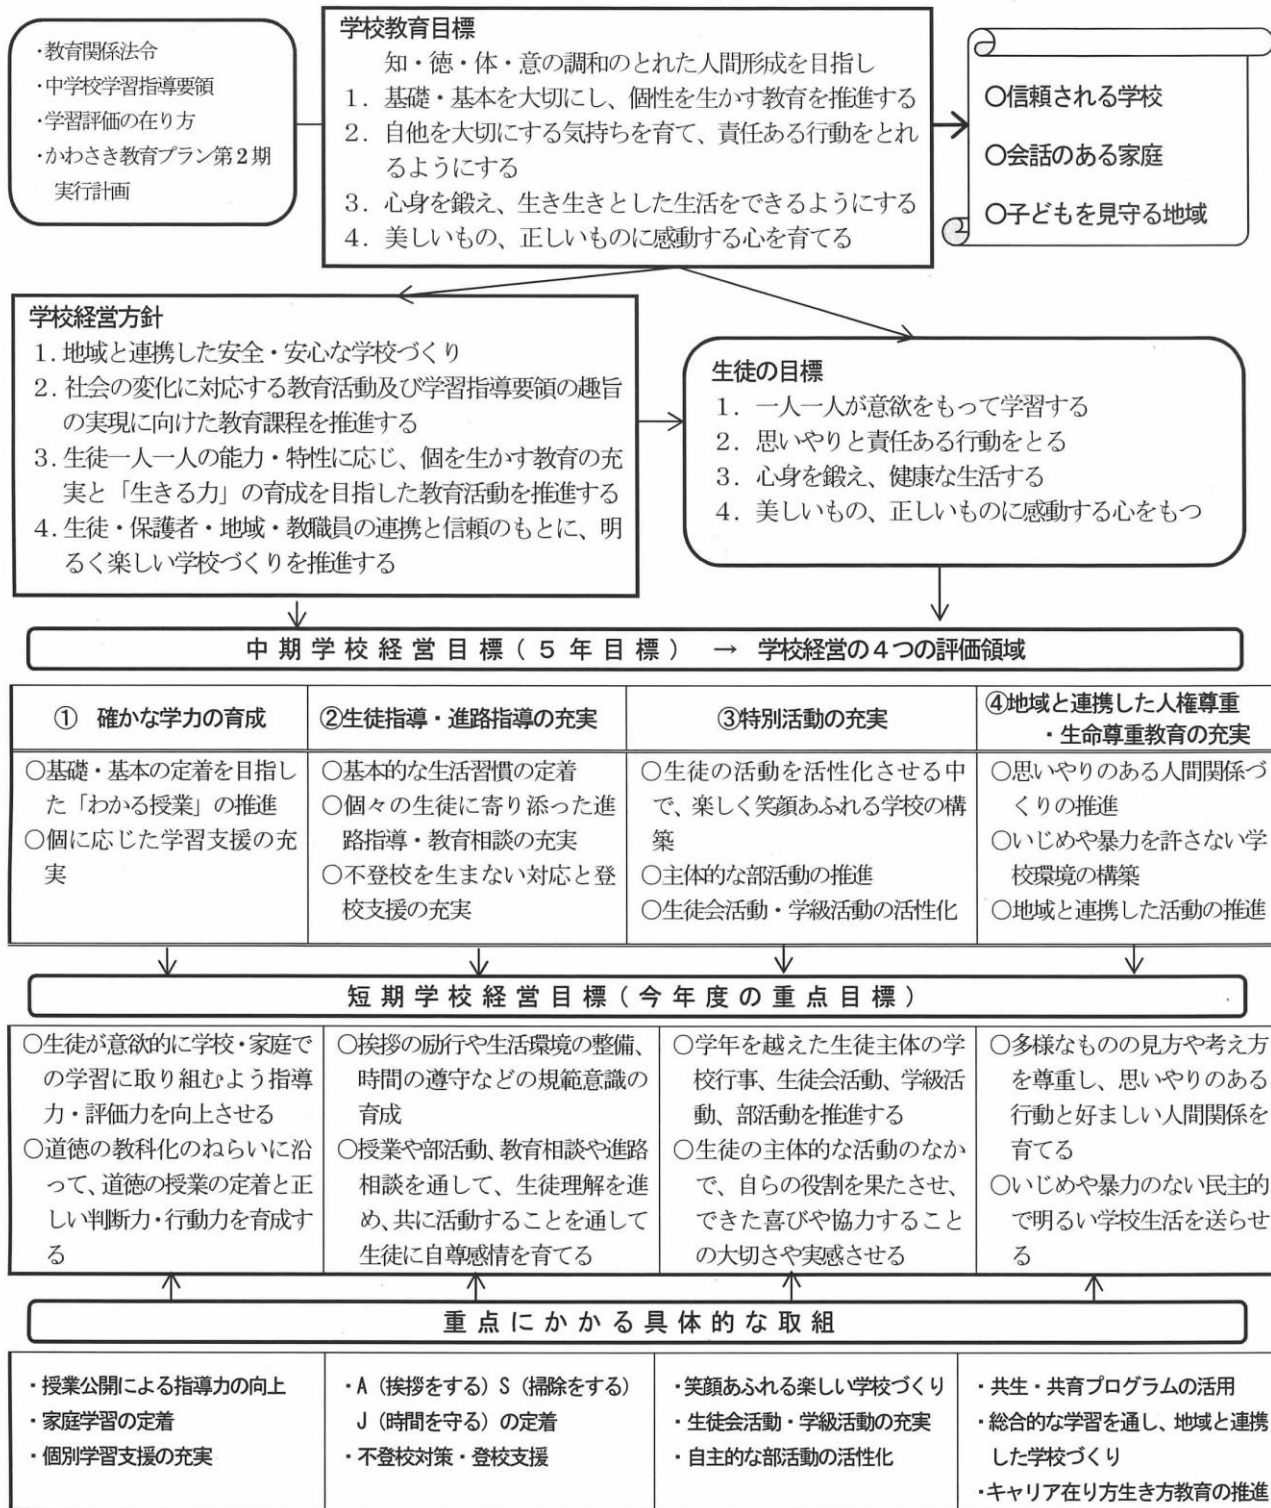 ・教育関係法令
・中学校学習指導要領
・学習評価の在り方
・かわさき教育プラン第2期
実行計画
学校教育目標
知・徳・体・意の調和のとれた人間形成を目指し
1．基礎・基本を大切にし、個性を生かす教育を推進する
2．自他を大切にする気持ちを育て、責任ある行動をとれ
るようにする
3．心身を鍛え、生き生きとした生活をできるようにする
4．美しいもの、正しいものに感動する心を育てる
○信頼される学校
○会話のある家庭
○子どもを見守る地域
学校経営方針
1．地域と連携した安全・安心な学校づくり
2．社会の変化に対応する教育活動及び学習指導要領の趣旨
の実現に向けた教育課程を推進する
3．生徒一人一人の能力・特性に応じ、個を生かす教育の充
実と「生きる力」の育成を目指した教育活動を推進する
4．生徒・保護者・地域・教職員の連携と信頼のもとに、明
るく楽しい学校づくりを推進する
生徒の目標
1．一人一人が意欲をもって学習する
2．思いやりと責任ある行動をとる
3．心身を鍛え、健康な生活する
4．美しいもの、正しいものに感動する心をもつ
中期学校経営目標（5年目標） → 学校経営の4つの評価領域
① 確かな学力の育成
○基礎・基本の定着を目指し
た「わかる授業」の推進
○個に応じた学習支援の充
実
②生徒指導・進路指導の充実
○基本的な生活習慣の定着
○個々の生徒に寄り添った進
路指導・教育相談の充実
○不登校を生まない対応と登
校支援の充実
③特別活動の充実
○生徒の活動を活性化させる中
で、楽しく笑顔あふれる学校の構
築
○主体的な部活動の推進
○生徒会活動・学級活動の活性化
④地域と連携した人権尊重
・生命尊重教育の充実
○思いやりのある人間関係づ
くりの推進
○いじめや暴力を許さない学
校環境の構築
○地域と連携した活動の推進
短期学校経営目標（今年度の重点目標）
○生徒が意欲的に学校・家庭で
の学習に取り組むよう指導
力・評価力を向上させる
○道徳の教科化のねらいに沿
って、道徳の授業の定着と正
しい判断力・行動力を育成す
る
○挨拶の励行や生活環境の整備、
時間の遵守などの規範意識の
育成
○授業や部活動、教育相談や進路
相談を通して、生徒理解を進
め、共に活動することを通して
生徒に自尊感情を育てる
○学年を越えた生徒主体の学
校行事、生徒会活動、学級活
動、部活動を推進する
○生徒の主体的な活動のなか
で、自らの役割を果たさせ、
できた喜びや協力すること
の大切さや実感させる
○多様なものの見方や考え方
を尊重し、思いやりのある
行動と好ましい人間関係を
育てる
○いじめや暴力のない民主的
で明るい学校生活を送らせ
る
重点にかかる具体的な取組
・授業公開による指導力の向上
・家庭学習の定着
・個別学習支援の充実
・A（挨拶をする）S（掃除をする）
J（時間を守る）の定着
・不登校対策・登校支援
・笑顔あふれる楽しい学校づくり
・生徒会活動・学級活動の充実
・自主的な部活動の活性化
・共生・共育プログラムの活用
・総合的な学習を通し、地域と連携
した学校づくり
・キャリア在り方生き方教育の推進